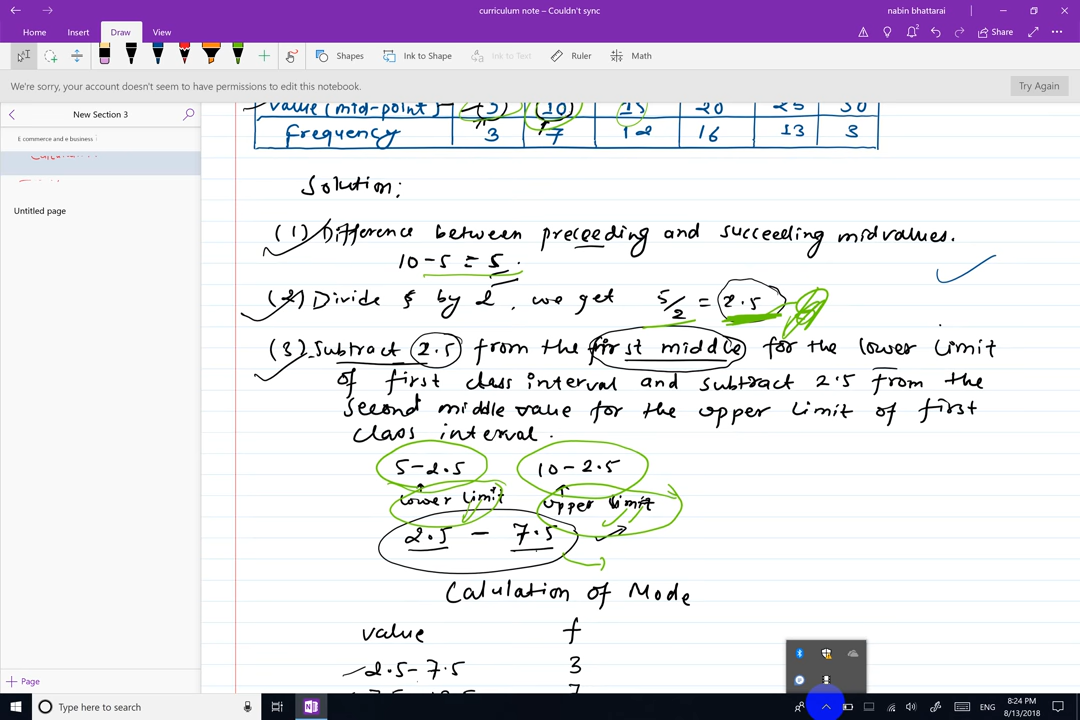 curriculum note – Couldn't sync
nabin bhattarai
Home Insert Draw View
Share
Shapes Ink to Shape Ink to Text Ruler Math
We're sorry, your account doesn't seem to have permissions to edit this notebook.
Try Again
New Section 3
E commerce and e business
Untitled page
Page
Value (mid-point) (5) (10) 15 20 25 30
Frequency 3 7 12 16 13 3
Solution:
(1) Difference between preceeding and succeeding midvalues.
10 - 5 = 5.
(2) Divide 5 by 2, we get 5/2 = 2.5
(3) Subtract 2.5 from the first middle for the lower limit
of first class interval and subtract 2.5 from the
second middle value for the upper limit of first
class interval.
5 - 2.5 10 - 2.5
lower limit upper limit
2.5 - 7.5
Calulation of Mode
value f
2.5 - 7.5 3
7
Type here to search
ENG
8:24 PM
8/13/2018